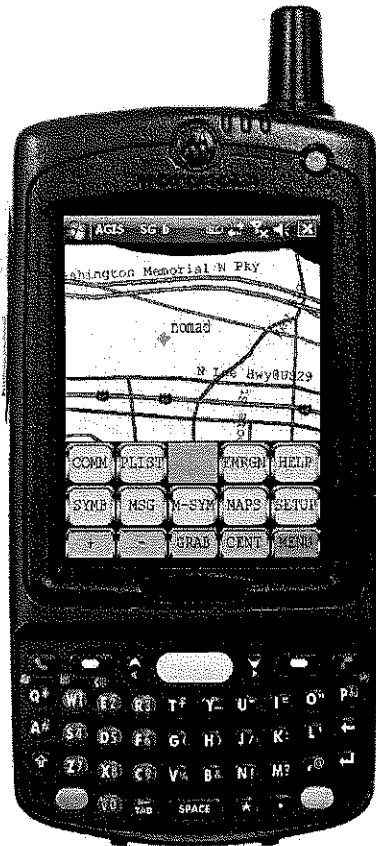 AGIS SG D
ashington Memorial N Pky
nomad
N Lee Hwy@US29
COMM PLIST EMRGN HELP
SYMB MSG M-SYM MAPS SETUP
+ - GRAB CENT MENU
Q W E R T Y U I O P
A S D F G H J K L
Z X C V B N M @
TAB SPACE * .